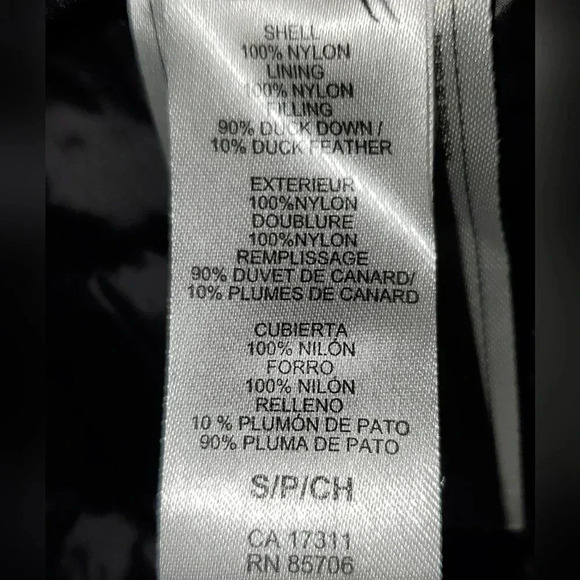 SHELL
100% NYLON
LINING
100% NYLON
FILLING
90% DUCK DOWN /
10% DUCK FEATHER
EXTERIEUR
100%NYLON
DOUBLURE
100%NYLON
REMPLISSAGE
90% DUVET DE CANARD/
10% PLUMES DE CANARD
CUBIERTA
100% NILÓN
FORRO
100% NILÓN
RELLENO
10 % PLUMÓN DE PATO
90% PLUMA DE PATO
S/P/CH
CA 17311
RN 85706